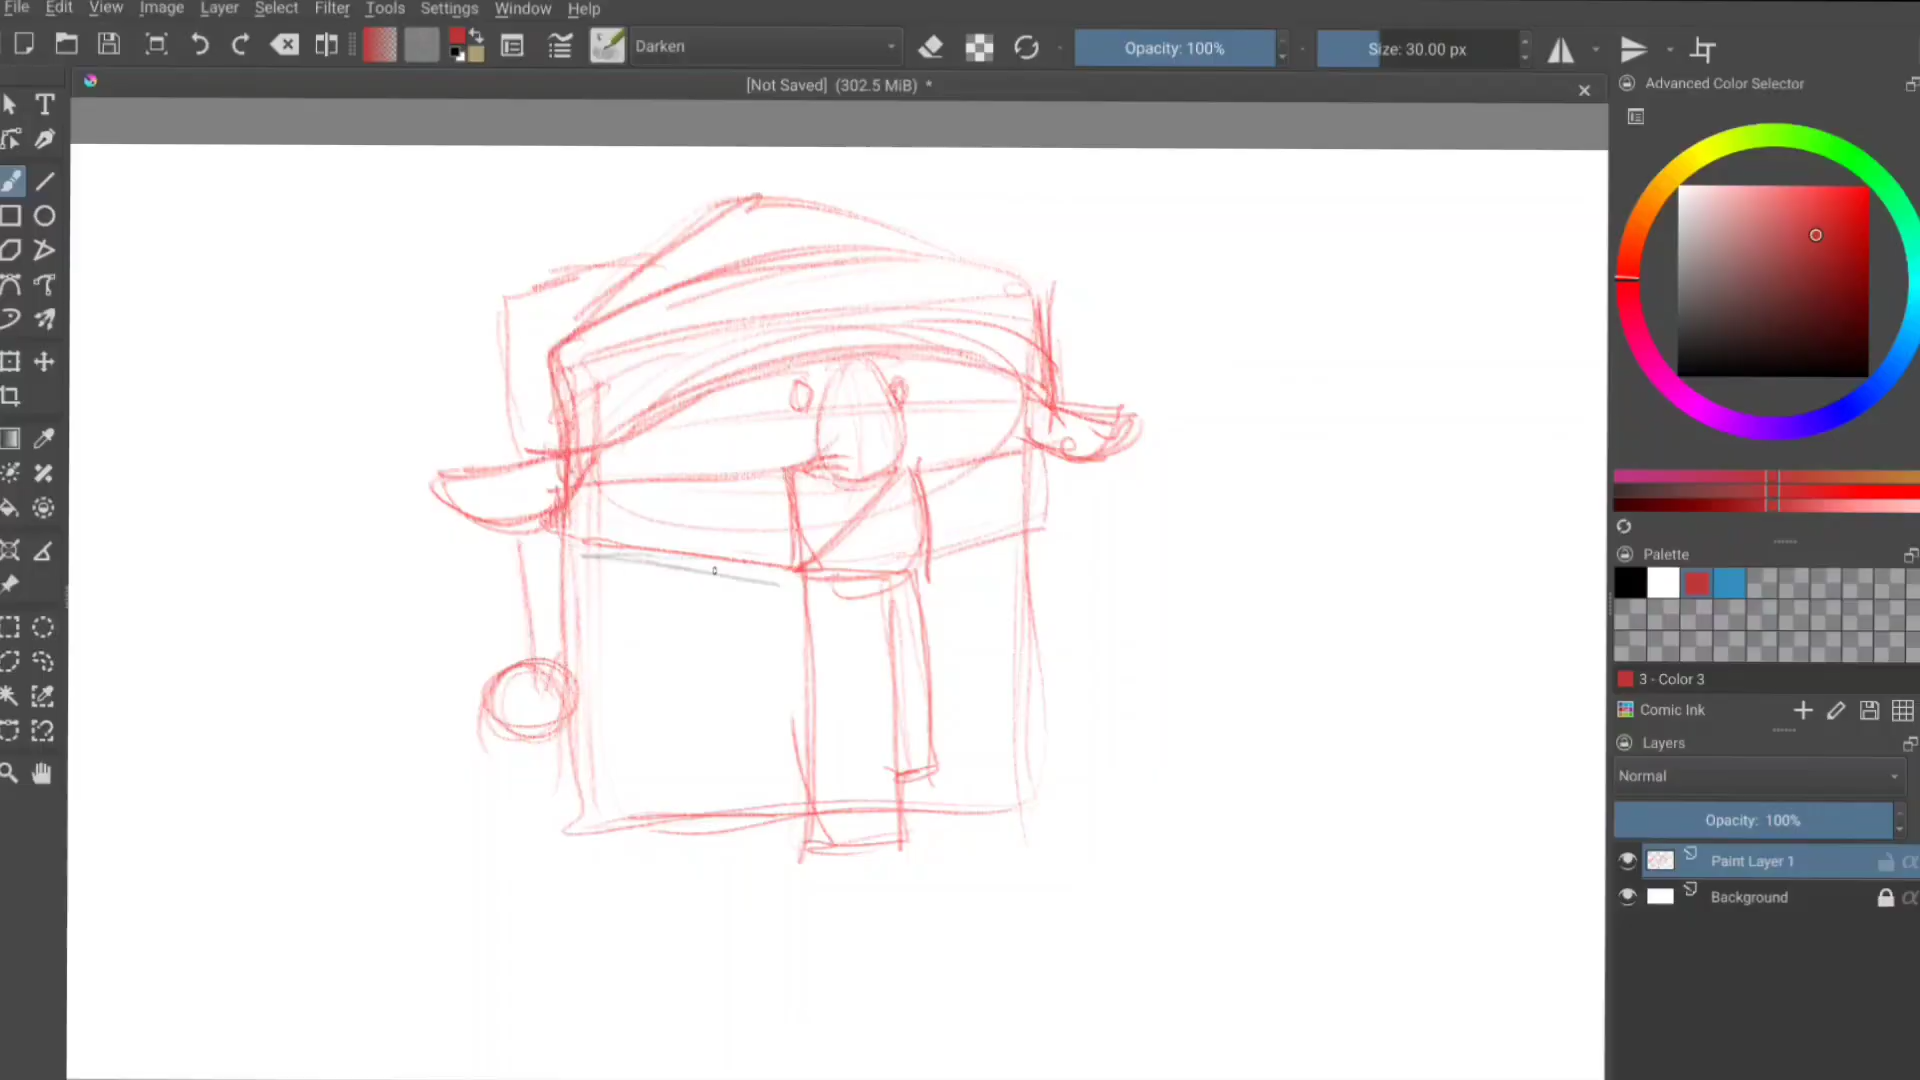 File Edit View Image Layer Select Filter Tools Settings Window Help
Darken
Opacity: 100%
Size: 30.00 px
[Not Saved] (302.5 MiB) *
Advanced Color Selector
Palette
3 - Color 3
Comic Ink
Layers
Normal
Opacity: 100%
Paint Layer 1
Background